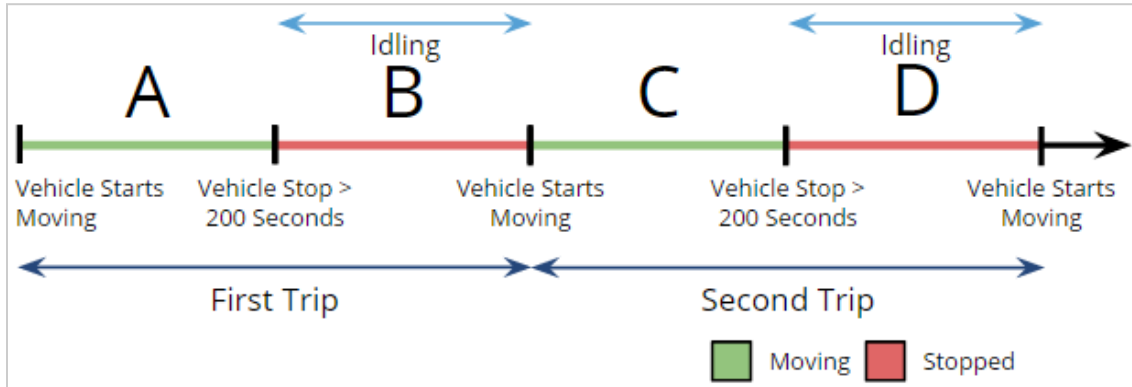 Idling
Idling
A
B
C
D
Vehicle Starts
Moving
Vehicle Stop >
200 Seconds
Vehicle Starts
Moving
Vehicle Stop >
200 Seconds
Vehicle Starts
Moving
First Trip
Second Trip
Moving
Stopped